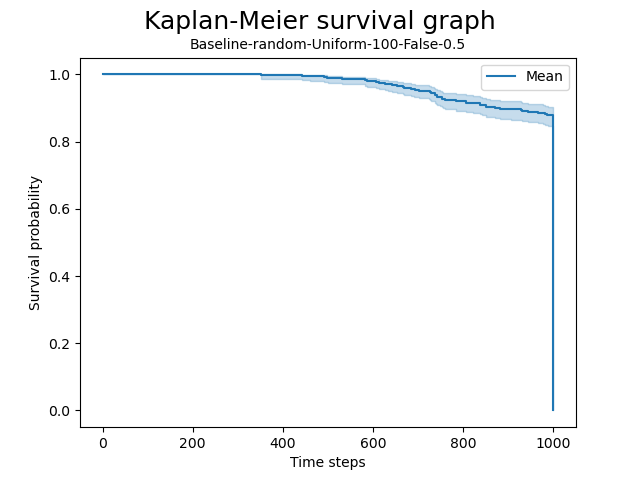 Kaplan-Meier survival graph
Baseline-random-Uniform-100-False-0.5
Mean
1.0
0.8
0.6
0.4
0.2
0.0
Survival probability
0 200 400 600 800 1000
Time steps